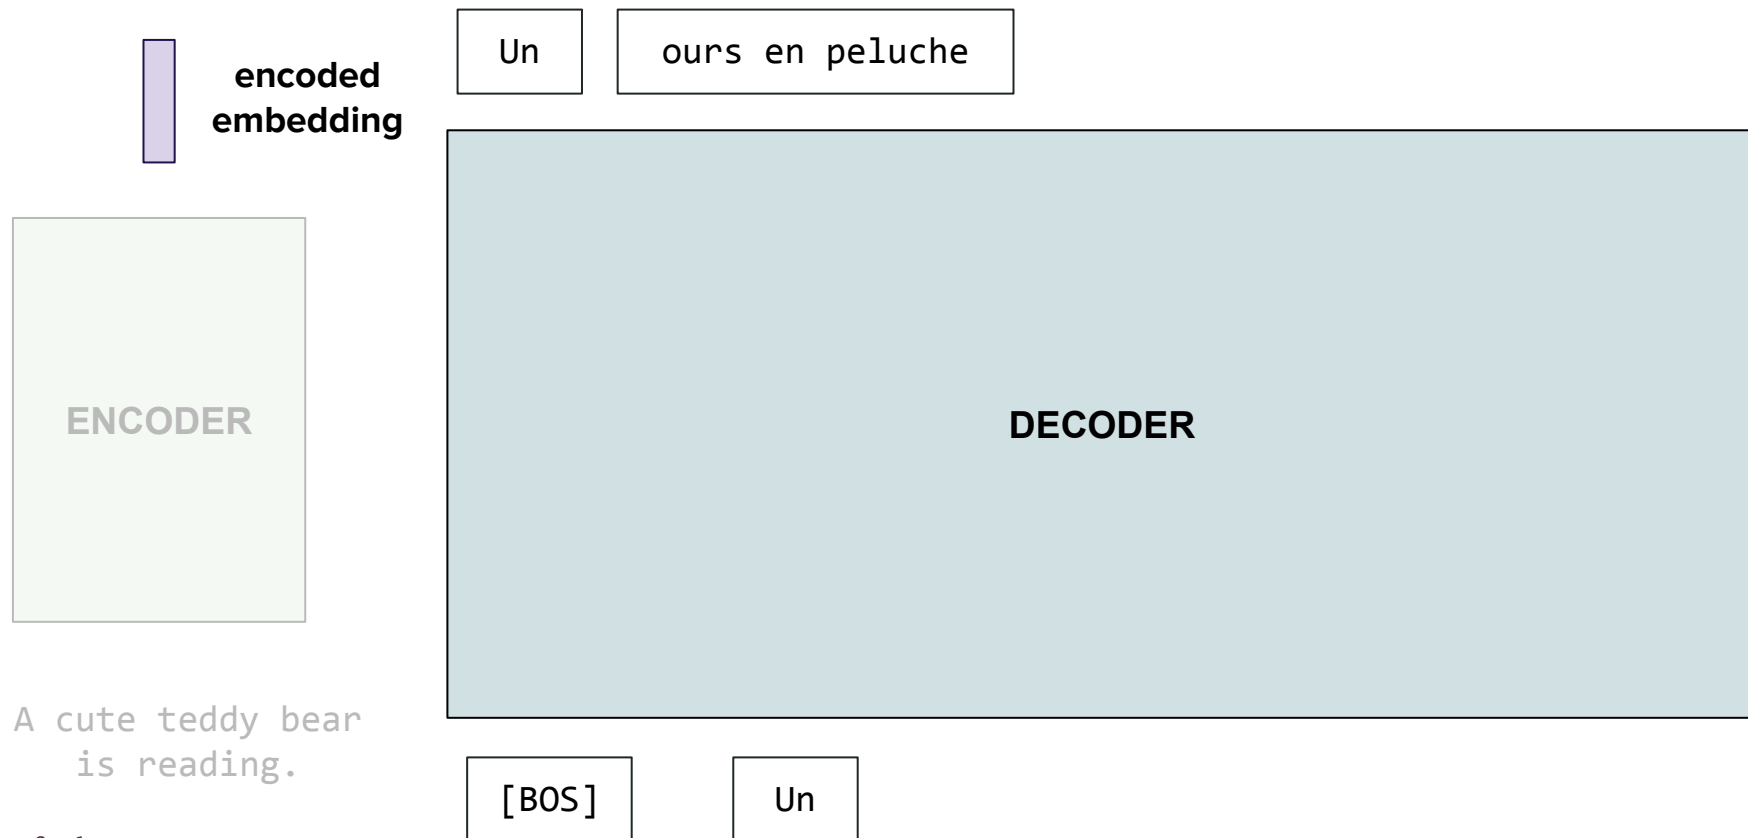 encoded
embedding
Un
ours en peluche
ENCODER
DECODER
A cute teddy bear
is reading.
[BOS]
Un